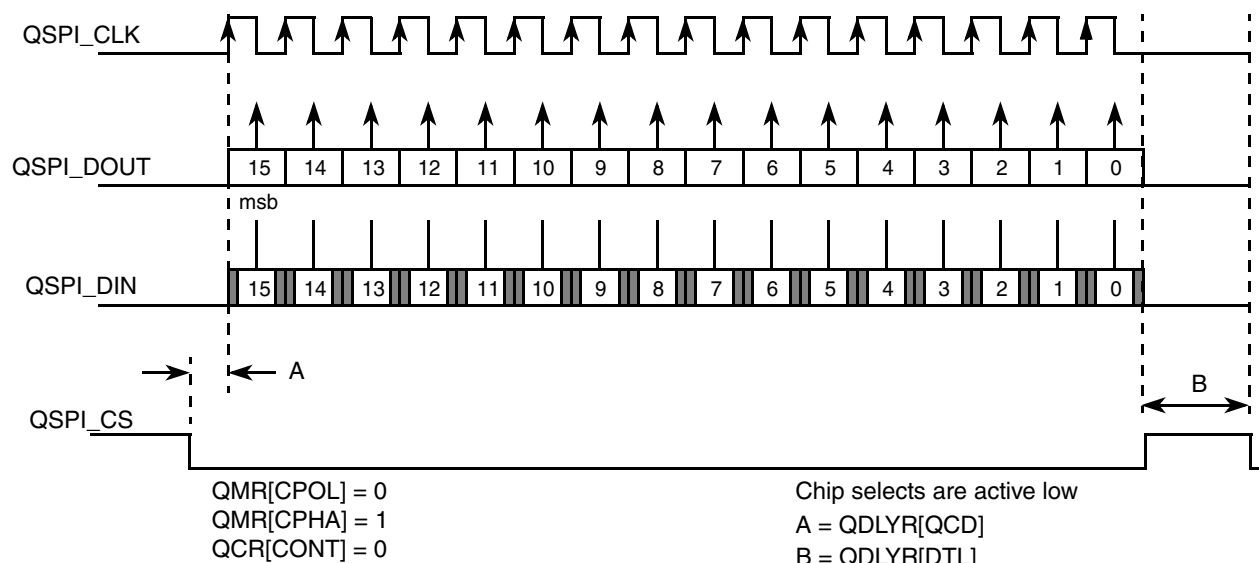 QSPI_CLK
QSPI_DOUT
15 14 13 12 11 10 9 8 7 6 5 4 3 2 1 0
msb
QSPI_DIN
15 14 13 12 11 10 9 8 7 6 5 4 3 2 1 0
A
B
QSPI_CS
QMR[CPOL] = 0
QMR[CPHA] = 1
QCR[CONT] = 0
Chip selects are active low
A = QDLYR[QCD]
B = QDLYR[DTL]